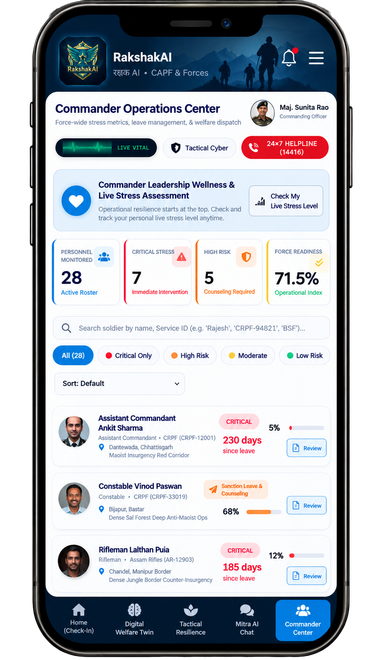 RakshakAI
RakshakAI
रक्षक AI • CAPF & Forces
Commander Operations Center
Force-wide stress metrics, leave management, & welfare dispatch
Maj. Sunita Rao
Commanding Officer
LIVE VITAL
Tactical Cyber
24×7 HELPLINE
(14416)
Commander Leadership Wellness &
Live Stress Assessment
Operational resilience starts at the top. Check and
track your personal live stress level anytime.
Check My
Live Stress Level
PERSONNEL
MONITORED
28
Active Roster
CRITICAL STRESS
7
Immediate Intervention
HIGH RISK
5
Counseling Required
FORCE READINESS
71.5%
Operational Index
Search soldier by name, Service ID (e.g. 'Rajesh', 'CRPF-94821', 'BSF')...
All (28)
Critical Only
High Risk
Moderate
Low Risk
Sort: Default
Assistant Commandant
Ankit Sharma
Assistant Commandant • CRPF (CRPF-12001)
Dantewada, Chhattisgarh
Maoist Insurgency Red Corridor
CRITICAL
230 days
since leave
5%
Review
Constable Vinod Paswan
Constable • CRPF (CRPF-33019)
Bijapur, Bastar
Dense Sal Forest Deep Anti-Maoist Ops
Sanction Leave &
Counseling
68%
Review
Rifleman Lalthan Puia
Rifleman • Assam Rifles (AR-12903)
Chandel, Manipur Border
Dense Jungle Border Counter-Insurgency
CRITICAL
185 days
since leave
12%
Review
Home
(Check-In)
Digital
Welfare Twin
Tactical
Resilience
Mitra AI
Chat
Commander
Center